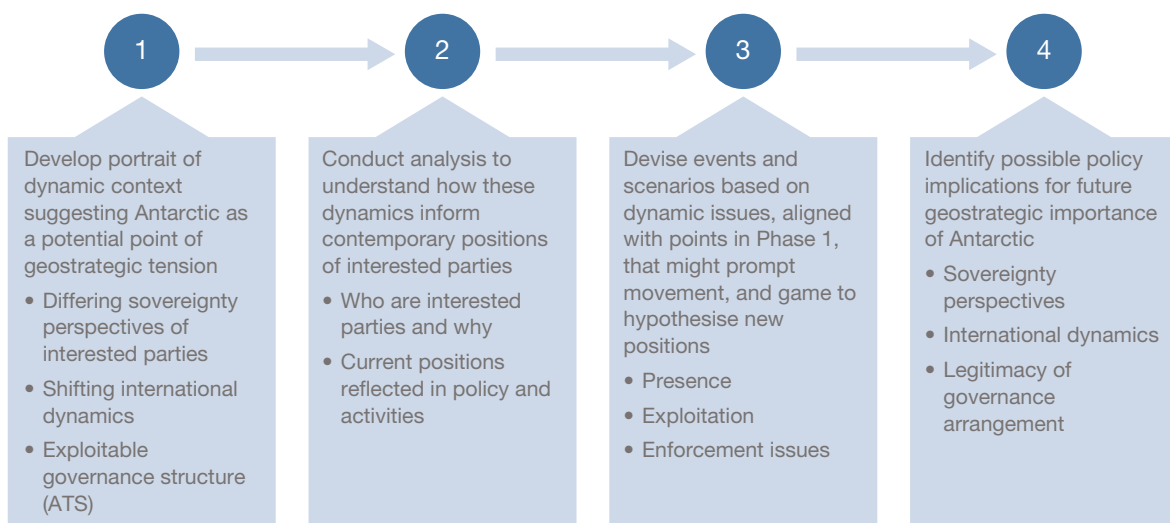 1
2
3
4
Develop portrait of
dynamic context
suggesting Antarctic as
a potential point of
geostrategic tension
• Differing sovereignty
perspectives of
interested parties
• Shifting international
dynamics
• Exploitable
governance structure
(ATS)
Conduct analysis to
understand how these
dynamics inform
contemporary positions
of interested parties
• Who are interested
parties and why
• Current positions
reflected in policy and
activities
Devise events and
scenarios based on
dynamic issues, aligned
with points in Phase 1,
that might prompt
movement, and game to
hypothesise new
positions
• Presence
• Exploitation
• Enforcement issues
Identify possible policy
implications for future
geostrategic importance
of Antarctic
• Sovereignty
perspectives
• International dynamics
• Legitimacy of
governance
arrangement